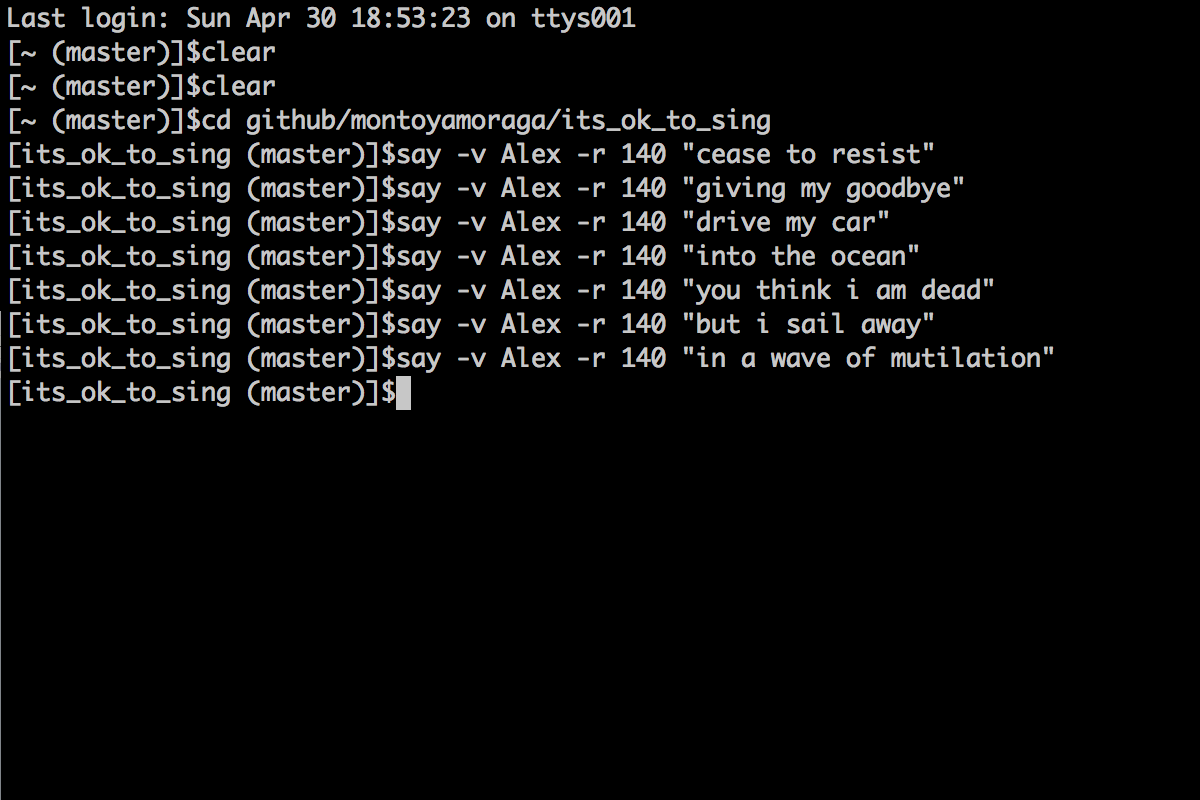 Last login: Sun Apr 30 18:53:23 on ttys001
[~ (master)]$clear
[~ (master)]$clear
[~ (master)]$cd github/montoyamoraga/its_ok_to_sing
[its_ok_to_sing (master)]$say -v Alex -r 140 "cease to resist"
[its_ok_to_sing (master)]$say -v Alex -r 140 "giving my goodbye"
[its_ok_to_sing (master)]$say -v Alex -r 140 "drive my car"
[its_ok_to_sing (master)]$say -v Alex -r 140 "into the ocean"
[its_ok_to_sing (master)]$say -v Alex -r 140 "you think i am dead"
[its_ok_to_sing (master)]$say -v Alex -r 140 "but i sail away"
[its_ok_to_sing (master)]$say -v Alex -r 140 "in a wave of mutilation"
[its_ok_to_sing (master)]$